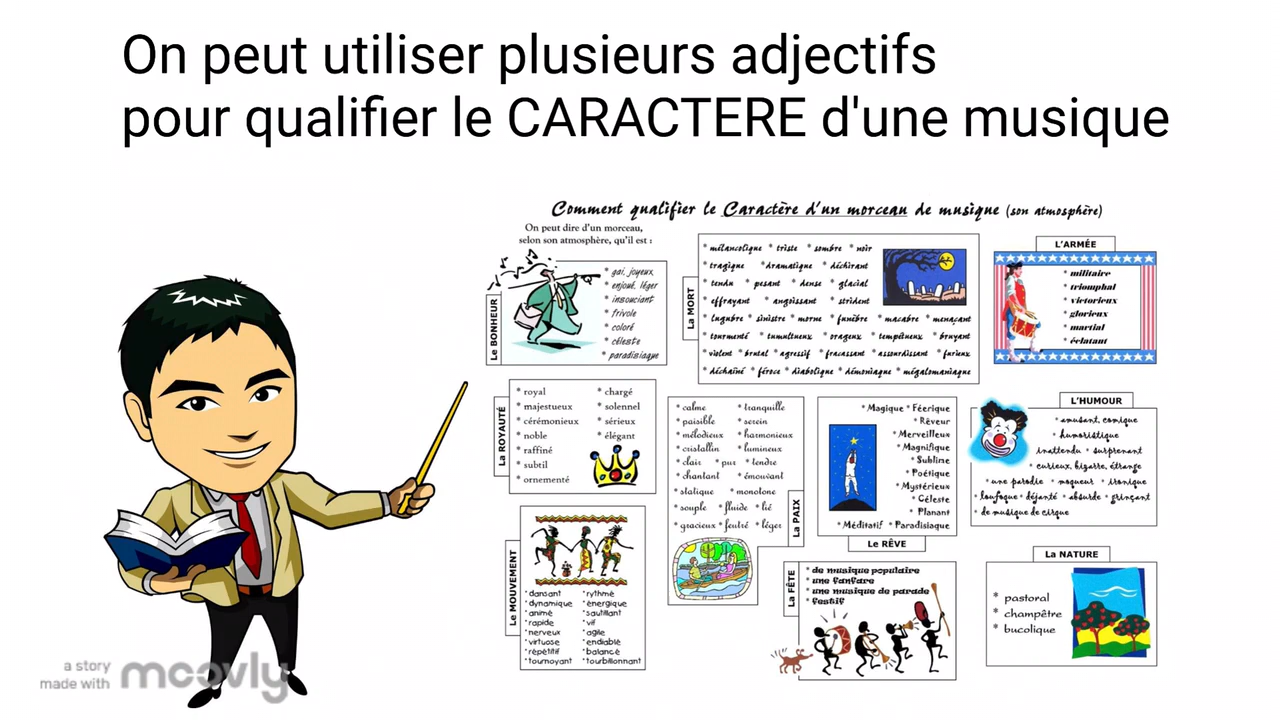 On peut utiliser plusieurs adjectifs
pour qualifier le CARACTERE d'une musique
Comment qualifier le Caractère d'un morceau de musique (son atmosphère)
On peut dire d'un morceau,
selon son atmosphère, qu'il est :
Le BONHEUR
* gai, joyeux,
* enjoué, léger
* insouciant
* frivole
* coloré
* céleste
* paradisiaque
La MORT
* mélancolique * triste * sombre * noir
* tragique * dramatique * déchirant
* tendu * pesant * dense * glacial
* effrayant * angoissant * strident
* lugubre * sinistre * morne * funèbre * macabre * menaçant
* tourmenté * tumultueux * orageux * tempêtueux * bruyant
* violent * brutal * agressif * fracassant * assourdissant * furieux
* déchaîné * féroce * diabolique * démoniaque * mégalomaniaque
L'ARMÉE
* militaire
* triomphal
* victorieux
* glorieux
* martial
* éclatant
La ROYAUTÉ
* royal
* majestueux
* cérémonieux
* noble
* raffiné
* subtil
* ornementé
* chargé
* solennel
* sérieux
* élégant
La PAIX
* calme * tranquille
* paisible * serein
* mélodieux * harmonieux
* cristallin * lumineux
* clair * pur * tendre
* chantant * émouvant
* statique * monotone
* souple * fluide * lié
* gracieux * feutré * léger
* Magique * Féerique
* Rêveur
* Merveilleux
* Magnifique
* Sublime
* Poétique
* Mystérieux
* Céleste
* Planant
* Méditatif * Paradisiaque
Le RÊVE
L'HUMOUR
* amusant, comique
* humoristique
inattendu * surprenant
* curieux, bizarre, étrange
* une parodie * moqueur * ironique
* loufoque * déjanté * absurde * grinçant
* de musique de cirque
Le MOUVEMENT
* dansant * rythmé
* dynamique * énergique
* animé * sautillant
* rapide * vif
* nerveux * agile
* virtuose * endiablé
* répétitif * balancé
* tournoyant * tourbillonnant
La FÊTE
* de musique populaire
* une fanfare
* une musique de parade
* festif
La NATURE
* pastoral
* champêtre
* bucolique
a story
made with moovly